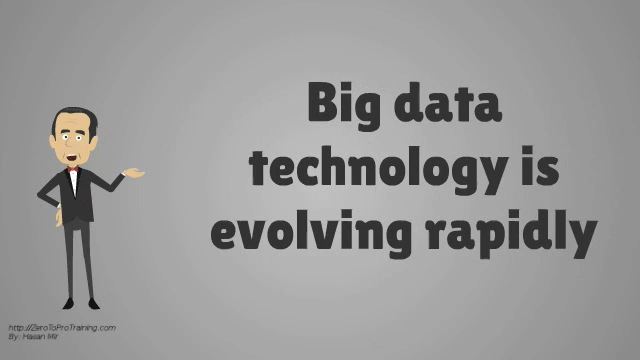 Big data
technology is
evolving rapidly
http://ZeroToProTraining.com
By: Hasan Mir